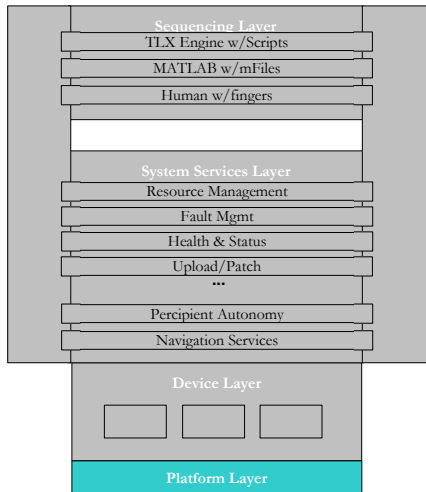 Sequencing Layer
TLX Engine w/Scripts
MATLAB w/mFiles
Human w/fingers
System Services Layer
Resource Management
Fault Mgmt
Health & Status
Upload/Patch
...
Percipient Autonomy
Navigation Services
Device Layer
Platform Layer